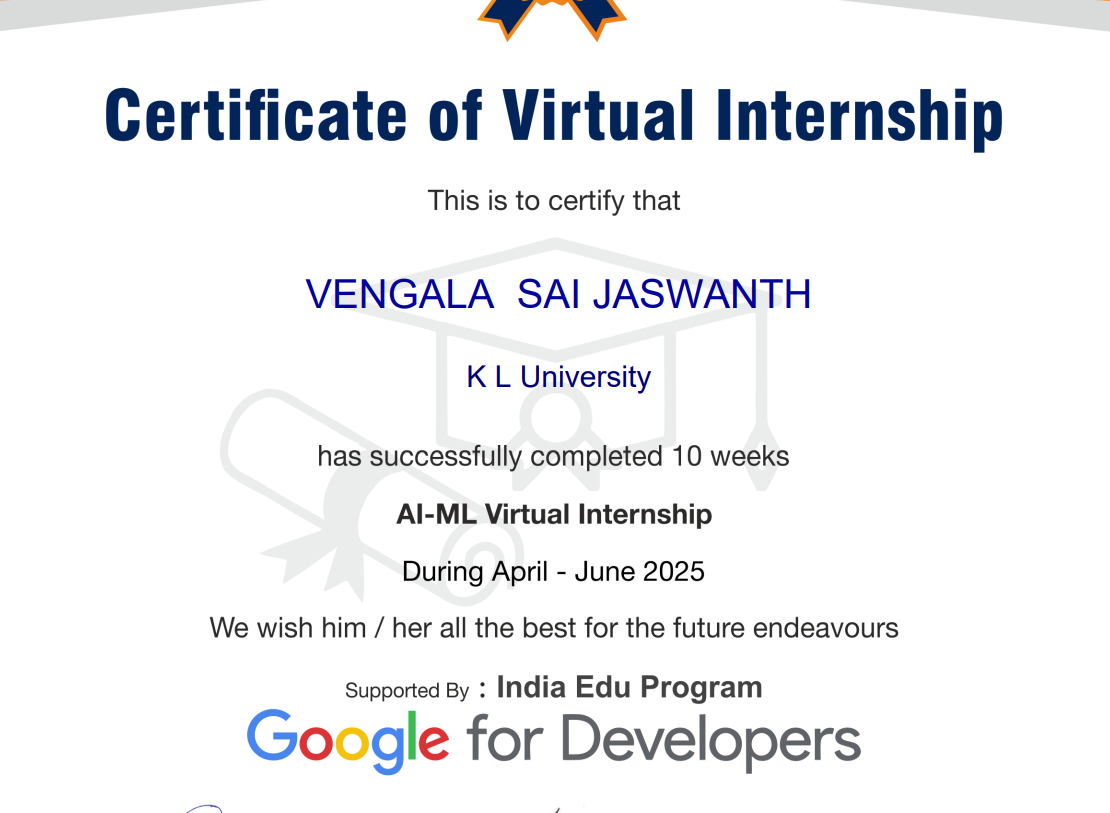 Certificate of Virtual Internship
This is to certify that
VENGALA SAI JASWANTH
K L University
has successfully completed 10 weeks
AI-ML Virtual Internship
During April - June 2025
We wish him / her all the best for the future endeavours
Supported By : India Edu Program
Google for Developers